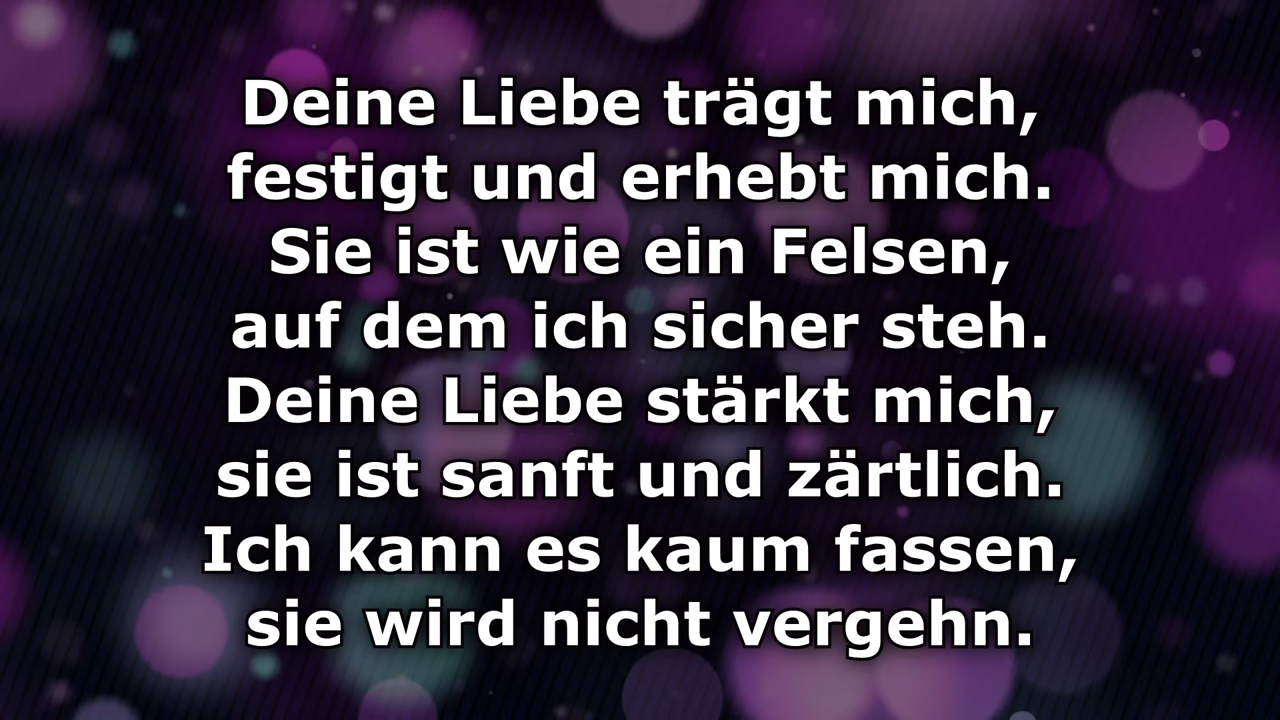 Deine Liebe trägt mich,
festigt und erhebt mich.
Sie ist wie ein Felsen,
auf dem ich sicher steh.
Deine Liebe stärkt mich,
sie ist sanft und zärtlich.
Ich kann es kaum fassen,
sie wird nicht vergehn.